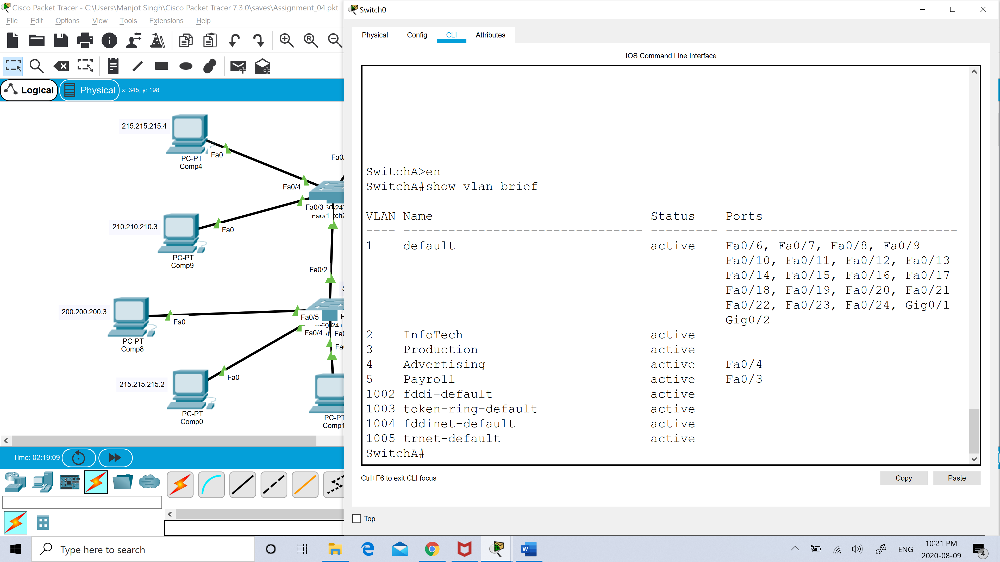 Cisco Packet Tracer - C:\Users\Manjot Singh\Cisco Packet Tracer 7.3.0\saves\Assignment_04.pkt
File Edit Options View Tools Extensions Help
Logical
Physical
x: 345, y: 198
215.215.215.4
PC-PT
Comp4
Fa0
Fa0/4
Fa0/3
Fa0/1
210.210.210.3
PC-PT
Comp9
Fa0
Fa0/2
200.200.200.3
PC-PT
Comp8
Fa0
Fa0/5
Fa0/4
215.215.215.2
PC-PT
Comp0
Fa0
PC-PT
Comp1
Time: 02:19:09
Switch0
Physical Config CLI Attributes
IOS Command Line Interface
SwitchA>en
SwitchA#show vlan brief
VLAN Name Status Ports
---- -------------------------------- --------- -------------------------------
1 default active Fa0/6, Fa0/7, Fa0/8, Fa0/9
Fa0/10, Fa0/11, Fa0/12, Fa0/13
Fa0/14, Fa0/15, Fa0/16, Fa0/17
Fa0/18, Fa0/19, Fa0/20, Fa0/21
Fa0/22, Fa0/23, Fa0/24, Gig0/1
Gig0/2
2 InfoTech active
3 Production active
4 Advertising active Fa0/4
5 Payroll active Fa0/3
1002 fddi-default active
1003 token-ring-default active
1004 fddinet-default active
1005 trnet-default active
SwitchA#
Ctrl+F6 to exit CLI focus
Copy
Paste
Top
Type here to search
ENG
10:21 PM
2020-08-09
4